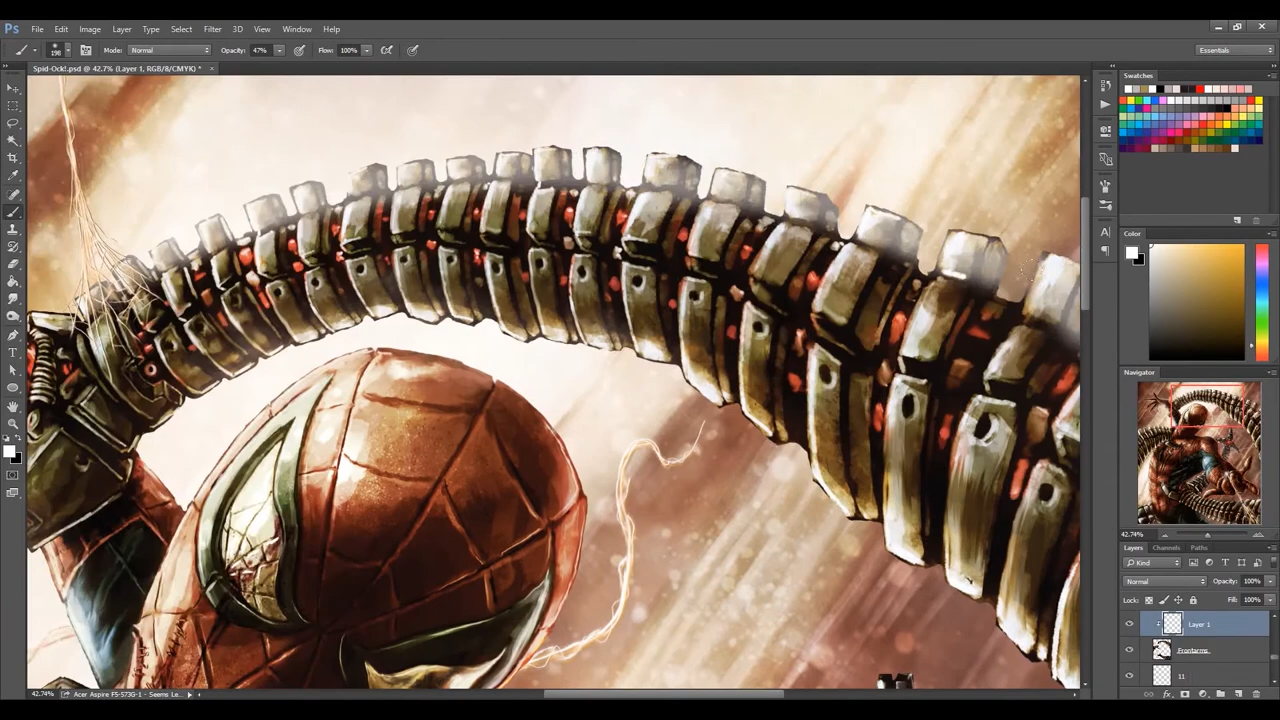 Ps File Edit Image Layer Type Select Filter 3D View Window Help
198 Mode: Normal Opacity: 47% Flow: 100% Essentials
Spid-Ock!.psd @ 42.7% (Layer 1, RGB/8/CMYK) * ×
Swatches
Color
Navigator
42.74%
Layers Channels Paths
Kind
Normal Opacity: 100%
Lock: Fill: 100%
Layer 1
Frontarms
11
42.74% Acer Aspire F5-573G-1 - Seems Le...